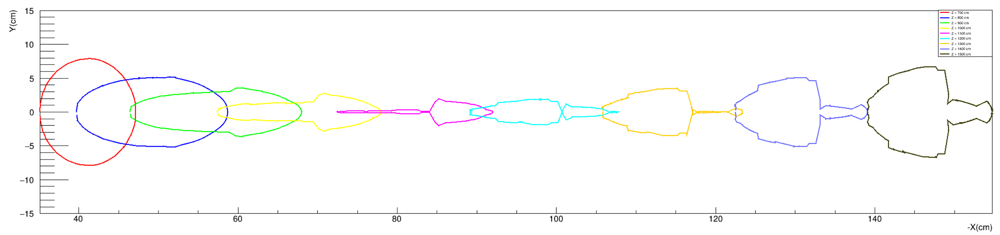 Y(cm)
15
10
5
0
−5
−10
−15
Z = 700 cm
Z = 800 cm
Z = 900 cm
Z = 1000 cm
Z = 1100 cm
Z = 1200 cm
Z = 1300 cm
Z = 1400 cm
Z = 1500 cm
40 60 80 100 120 140
-X(cm)